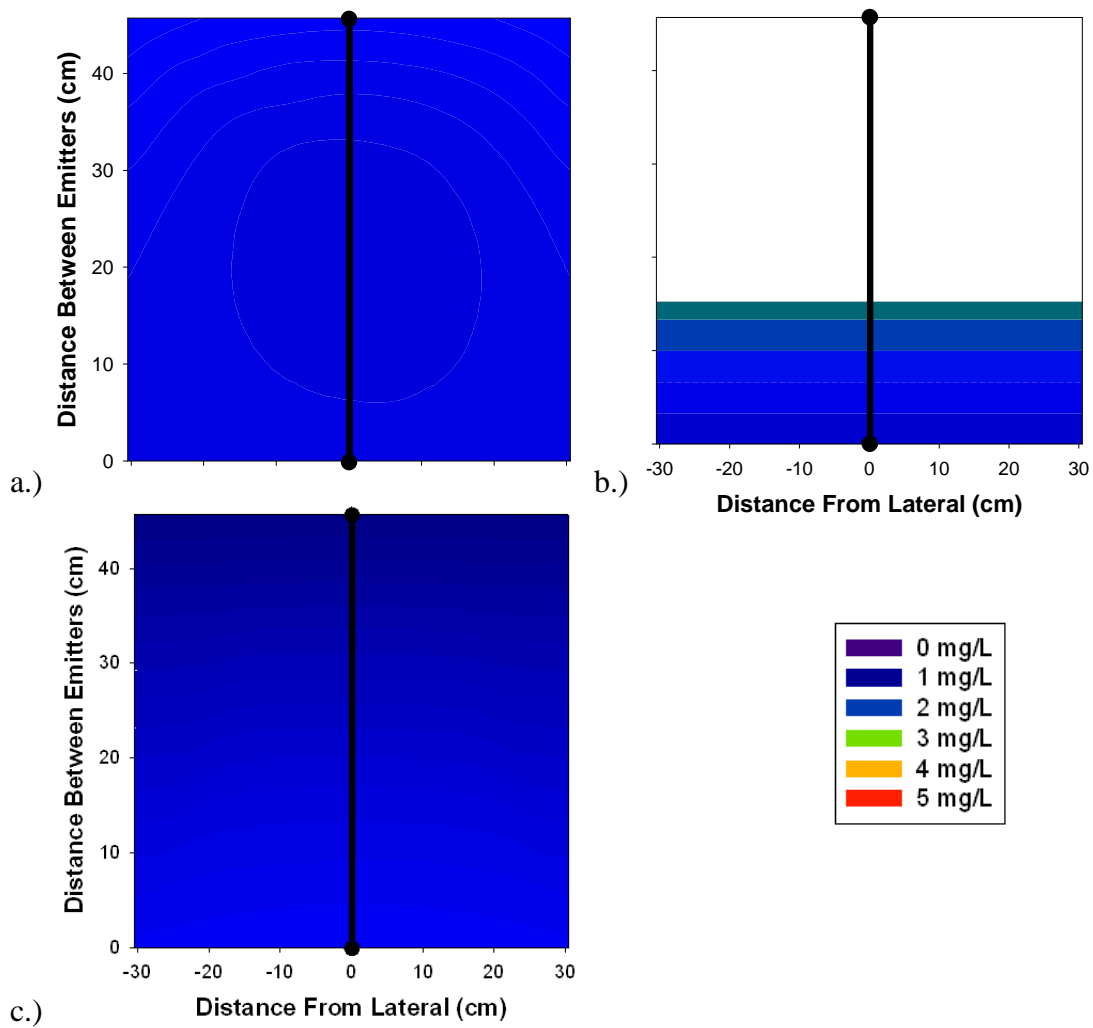 Distance Between Emitters (cm)
40
30
20
10
0
a.)
b.)
-30 -20 -10 0 10 20 30
Distance From Lateral (cm)
Distance Between Emitters (cm)
40
30
20
10
0
-30 -20 -10 0 10 20 30
Distance From Lateral (cm)
c.)
0 mg/L
1 mg/L
2 mg/L
3 mg/L
4 mg/L
5 mg/L